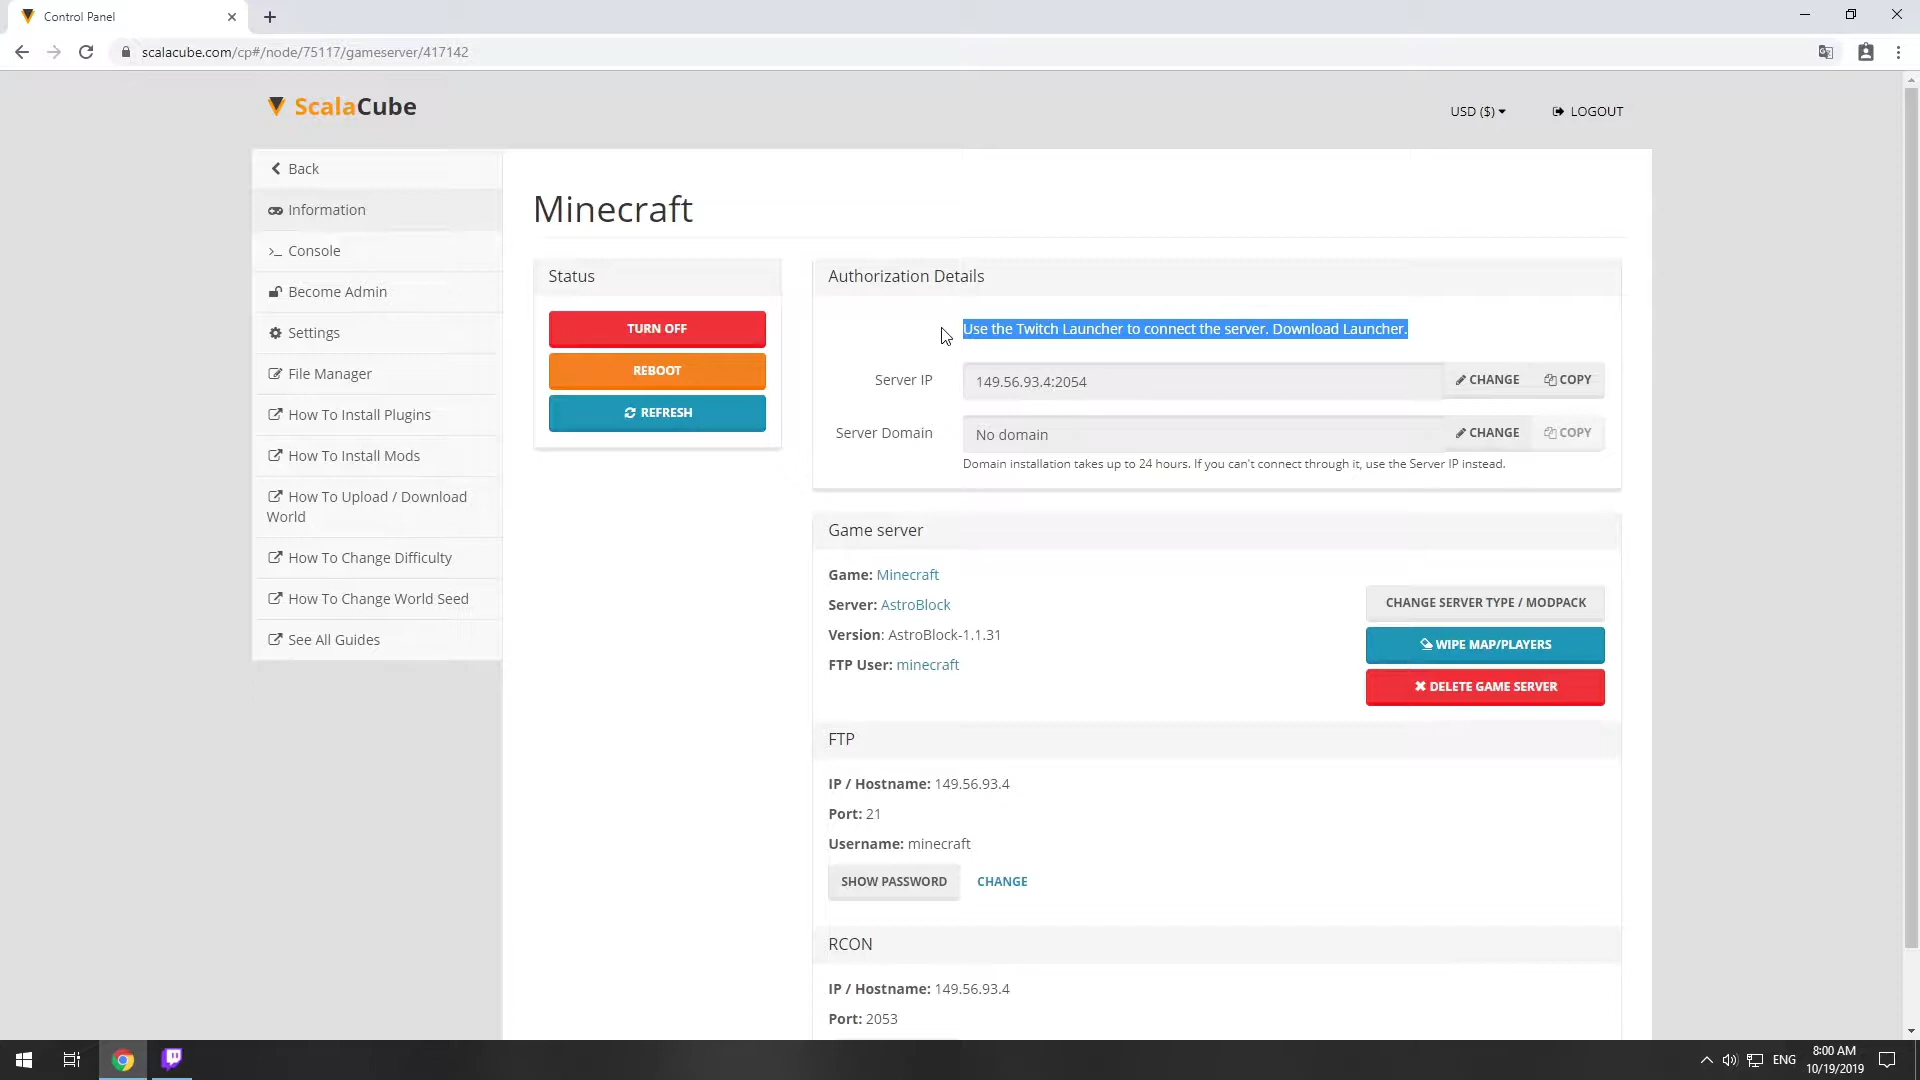 Control Panel
scalacube.com/cp#/node/75117/gameserver/417142
ScalaCube
USD ($)
LOGOUT
Back
Information
Console
Become Admin
Settings
File Manager
How To Install Plugins
How To Install Mods
How To Upload / Download
World
How To Change Difficulty
How To Change World Seed
See All Guides
Minecraft
Status
TURN OFF
REBOOT
REFRESH
Authorization Details
Use the Twitch Launcher to connect the server. Download Launcher.
Server IP
149.56.93.4:2054
CHANGE
COPY
Server Domain
No domain
CHANGE
COPY
Domain installation takes up to 24 hours. If you can't connect through it, use the Server IP instead.
Game server
Game: Minecraft
Server: AstroBlock
Version: AstroBlock-1.1.31
FTP User: minecraft
CHANGE SERVER TYPE / MODPACK
WIPE MAP/PLAYERS
DELETE GAME SERVER
FTP
IP / Hostname: 149.56.93.4
Port: 21
Username: minecraft
SHOW PASSWORD
CHANGE
RCON
IP / Hostname: 149.56.93.4
Port: 2053
ENG
8:00 AM
10/19/2019